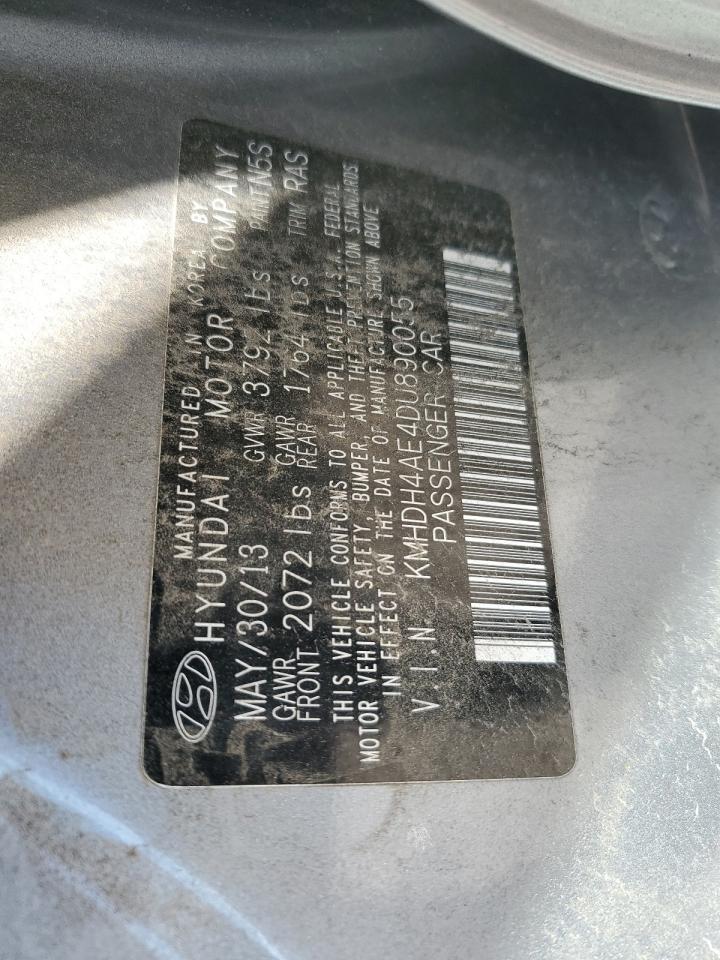 MANUFACTURED IN KOREA BY
HYUNDAI MOTOR COMPANY
MAY/30/13 GVWR 3792 lbs PAINT N5S
GAWR FRONT 2072 lbs GAWR REAR 1764 lbs TRIM RAS
THIS VEHICLE CONFORMS TO ALL APPLICABLE U.S.A. FEDERAL
MOTOR VEHICLE SAFETY, BUMPER, AND THEFT PREVENTION STANDARDS
IN EFFECT ON THE DATE OF MANUFACTURE SHOWN ABOVE
V.I.N KMHDH4AE4DU890055
PASSENGER CAR